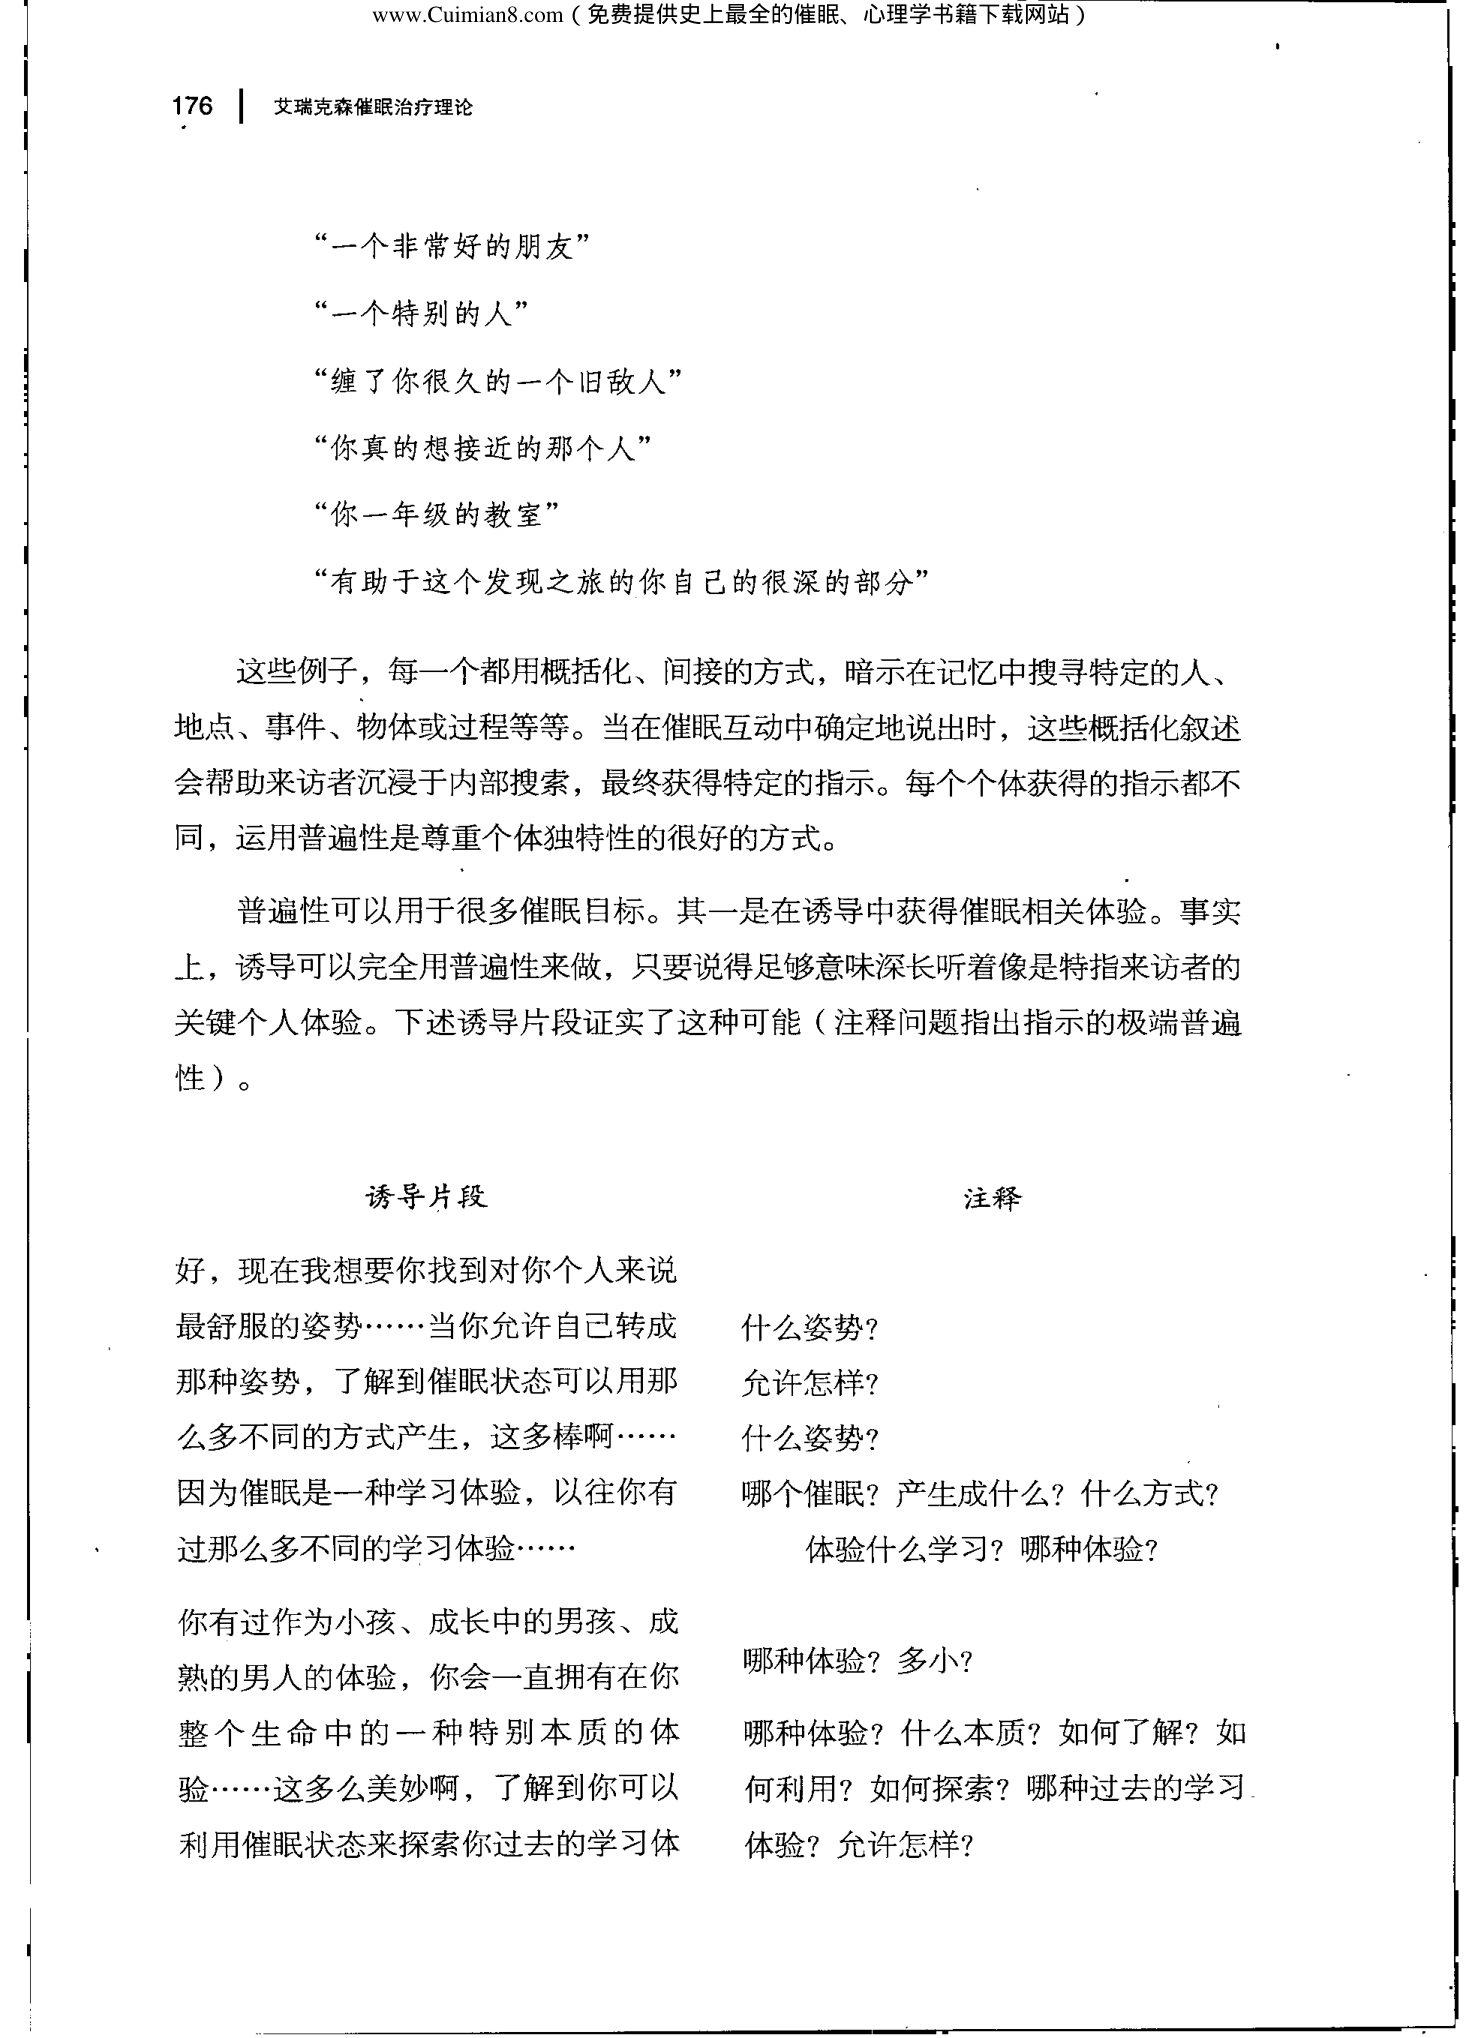 www.Cuimian8.com（免费提供史上最全的催眠、心理学书籍下载网站）
176 艾瑞克森催眠治疗理论
“一个非常好的朋友”
“一个特别的人”
“缠了你很久的一个旧敌人”
“你真的想接近的那个人”
“你一年级的教室”
“有助于这个发现之旅的你自己的很深的部分”
这些例子，每一个都用概括化、间接的方式，暗示在记忆中搜寻特定的人、
地点、事件、物体或过程等等。当在催眠互动中确定地说出时，这些概括化叙述
会帮助来访者沉浸于内部搜索，最终获得特定的指示。每个个体获得的指示都不
同，运用普遍性是尊重个体独特性的很好的方式。
普遍性可以用于很多催眠目标。其一是在诱导中获得催眠相关体验。事实
上，诱导可以完全用普遍性来做，只要说得足够意味深长听着像是特指来访者的
关键个人体验。下述诱导片段证实了这种可能（注释问题指出指示的极端普遍
性）。
诱导片段
好，现在我想要你找到对你个人来说
最舒服的姿势……当你允许自己转成
那种姿势，了解到催眠状态可以用那
么多不同的方式产生，这多棒啊……
因为催眠是一种学习体验，以往你有
过那么多不同的学习体验……
你有过作为小孩、成长中的男孩、成
熟的男人的体验，你会一直拥有在你
整个生命中的一种特别本质的体
验……这多么美妙啊，了解到你可以
利用催眠状态来探索你过去的学习体
注释
什么姿势？
允许怎样？
什么姿势？
哪个催眠？产生成什么？什么方式？
体验什么学习？哪种体验？
哪种体验？多小？
哪种体验？什么本质？如何了解？如
何利用？如何探索？哪种过去的学习
体验？允许怎样？